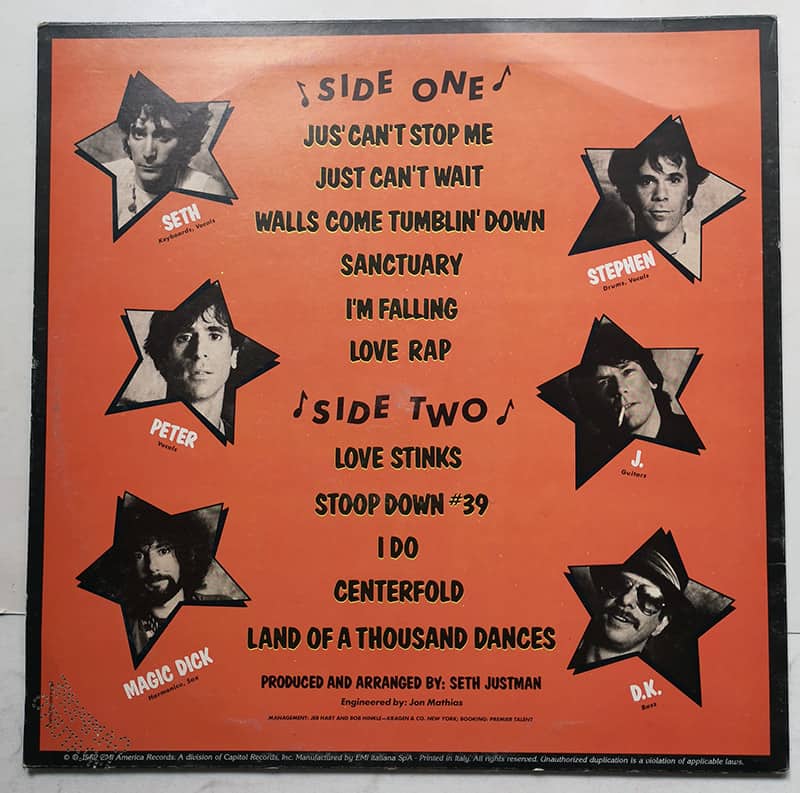 SIDE ONE
JUS' CAN'T STOP ME
JUST CAN'T WAIT
WALLS COME TUMBLIN' DOWN
SANCTUARY
I'M FALLING
LOVE RAP
SIDE TWO
LOVE STINKS
STOOP DOWN #39
I DO
CENTERFOLD
LAND OF A THOUSAND DANCES
PRODUCED AND ARRANGED BY: SETH JUSTMAN
Engineered by: Jon Mathias
MANAGEMENT: JEB HART AND BOB HINKLE—KRAGEN & CO. NEW YORK; BOOKING: PREMIER TALENT
SETH
Keyboards, Vocals
PETER
Vocals
MAGIC DICK
Harmonica, Sax
STEPHEN
Drums, Vocals
J.
Guitars
D.K.
Bass
© ℗ 1982 EMI America Records. A division of Capitol Records, Inc. Manufactured by EMI Italiana SpA - Printed in Italy. All rights reserved. Unauthorized duplication is a violation of applicable laws.